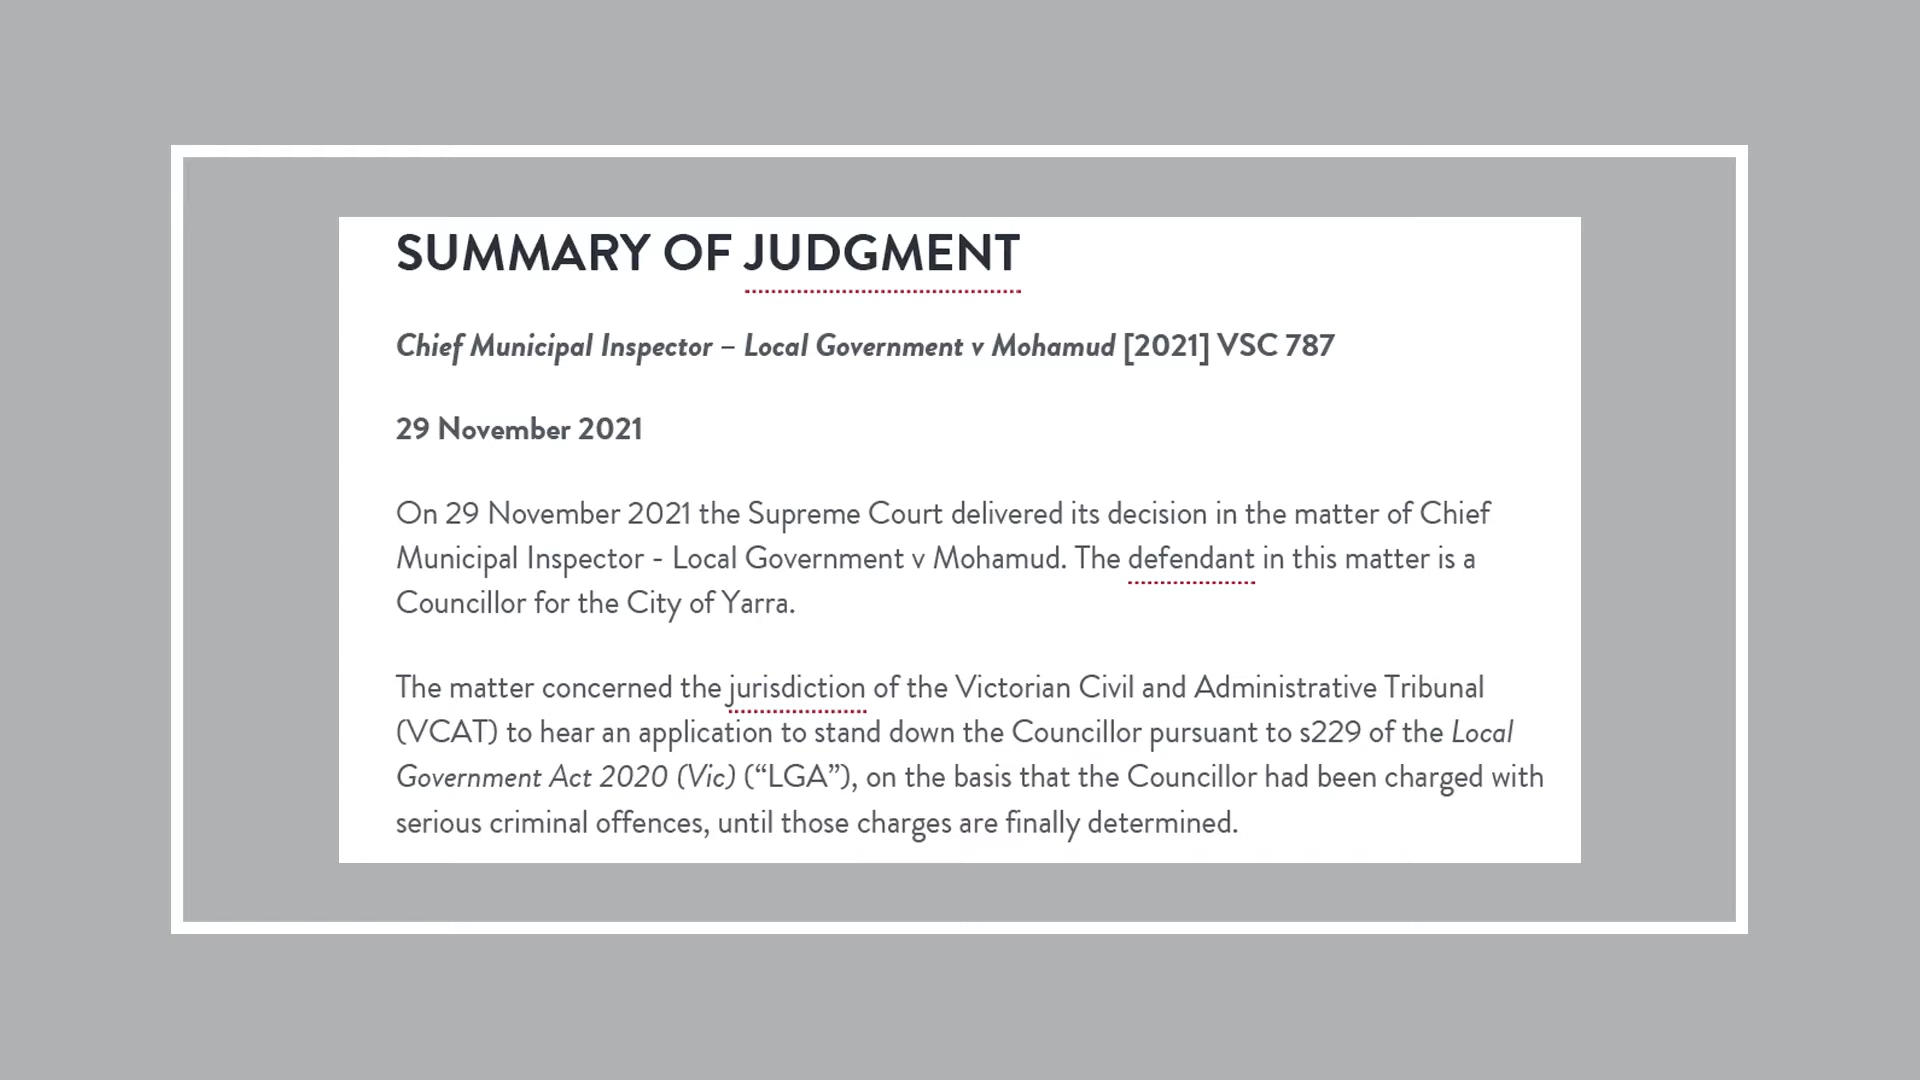 SUMMARY OF JUDGMENT
Chief Municipal Inspector – Local Government v Mohamud [2021] VSC 787
29 November 2021
On 29 November 2021 the Supreme Court delivered its decision in the matter of Chief
Municipal Inspector - Local Government v Mohamud. The defendant in this matter is a
Councillor for the City of Yarra.
The matter concerned the jurisdiction of the Victorian Civil and Administrative Tribunal
(VCAT) to hear an application to stand down the Councillor pursuant to s229 of the Local
Government Act 2020 (Vic) (“LGA”), on the basis that the Councillor had been charged with
serious criminal offences, until those charges are finally determined.